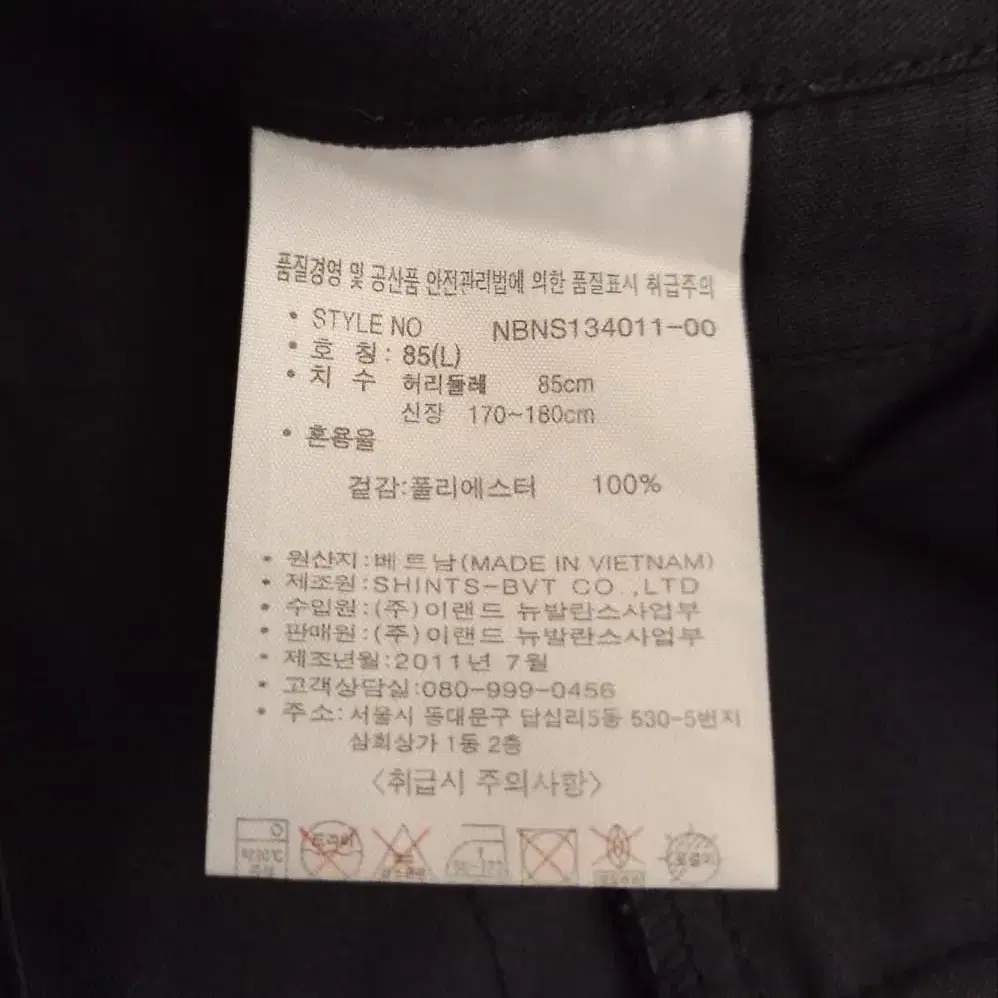 품질경영 및 공산품 안전관리법에 의한 품질표시 취급주의
• STYLE NO NBNS134011-00
• 호 칭 : 85(L)
• 치 수 허리둘레 85cm
신장 170~180cm
• 혼용율
겉감:폴리에스터 100%
• 원산지:베트남(MADE IN VIETNAM)
• 제조원:SHINTS-BVT CO.,LTD
• 수입원:(주)이랜드 뉴발란스사업부
• 판매원:(주)이랜드 뉴발란스사업부
• 제조년월:2011년 7월
• 고객상담실:080-999-0456
• 주소: 서울시 동대문구 답십리5동 530-5번지
삼희상가 1동 2층
<취급시 주의사항>
드라이